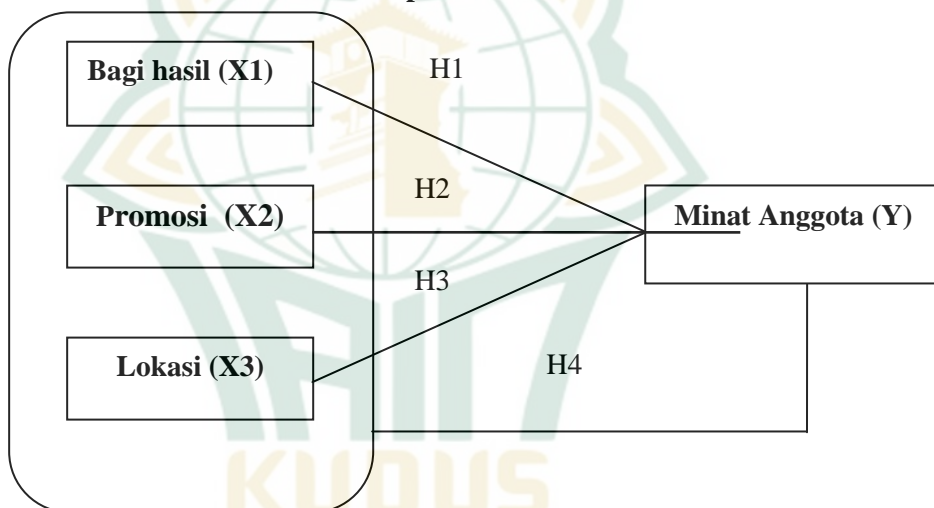 Bagi hasil (X1)
H1
Promosi (X2)
H2
Minat Anggota (Y)
H3
Lokasi (X3)
H4
KUDUS